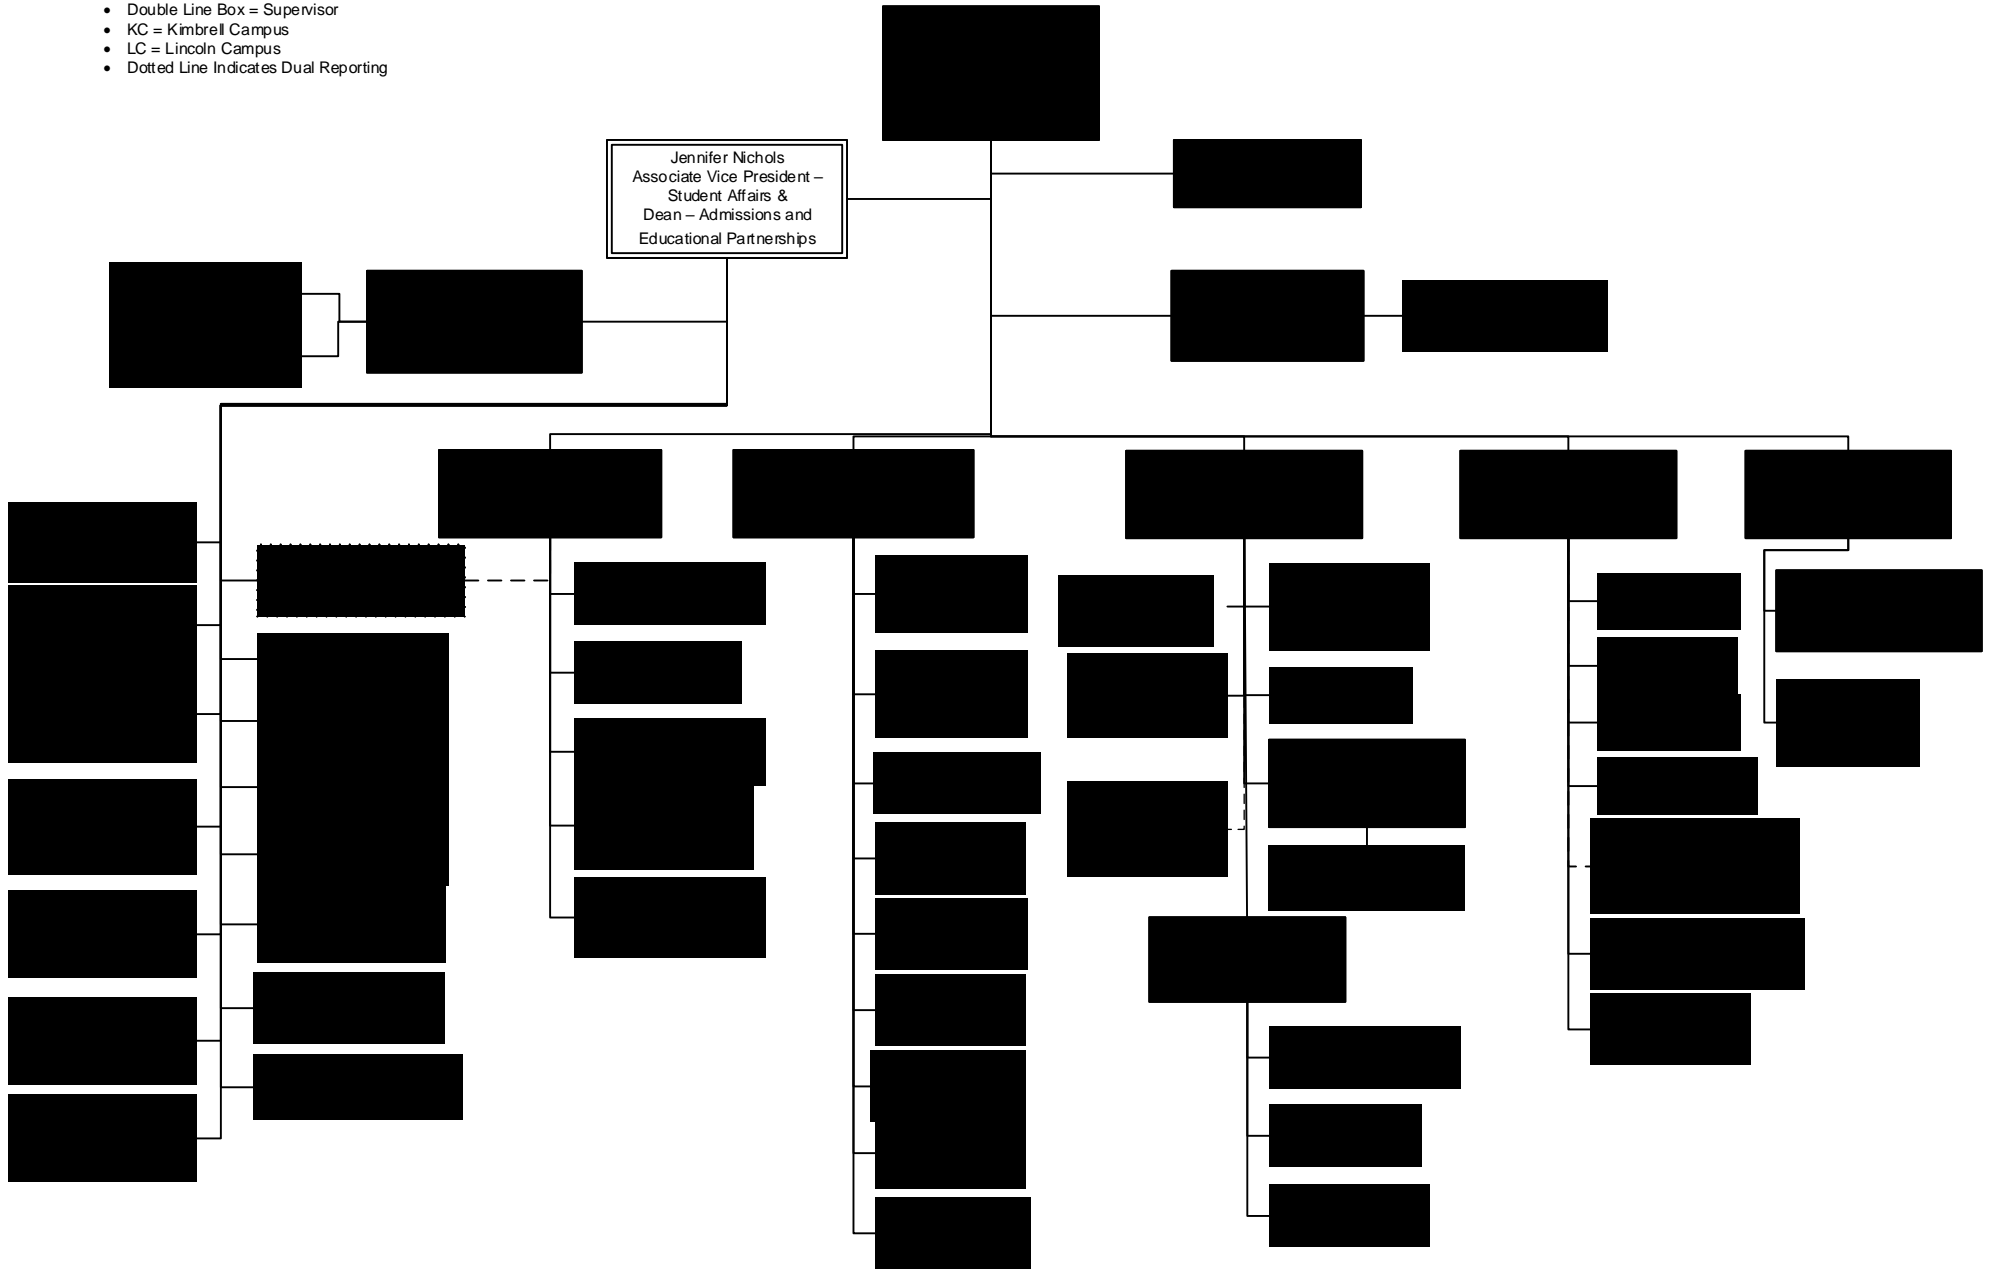 • Double Line Box = Supervisor
• KC = Kimbrell Campus
• LC = Lincoln Campus
• Dotted Line Indicates Dual Reporting
Jennifer Nichols
Associate Vice President –
Student Affairs &
Dean – Admissions and
Educational Partnerships